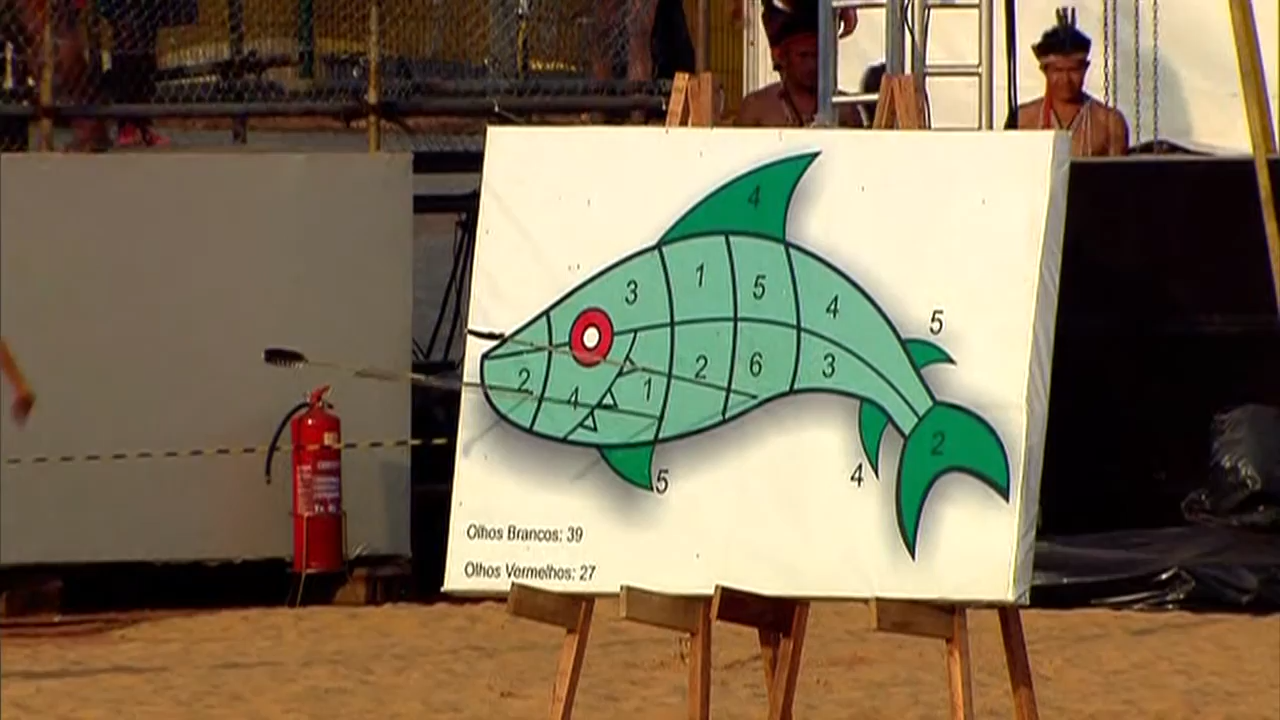 4
3 1 5 4
5
2 4 1 2 6 3
2
5 4
Olhos Brancos: 39
Olhos Vermelhos: 27